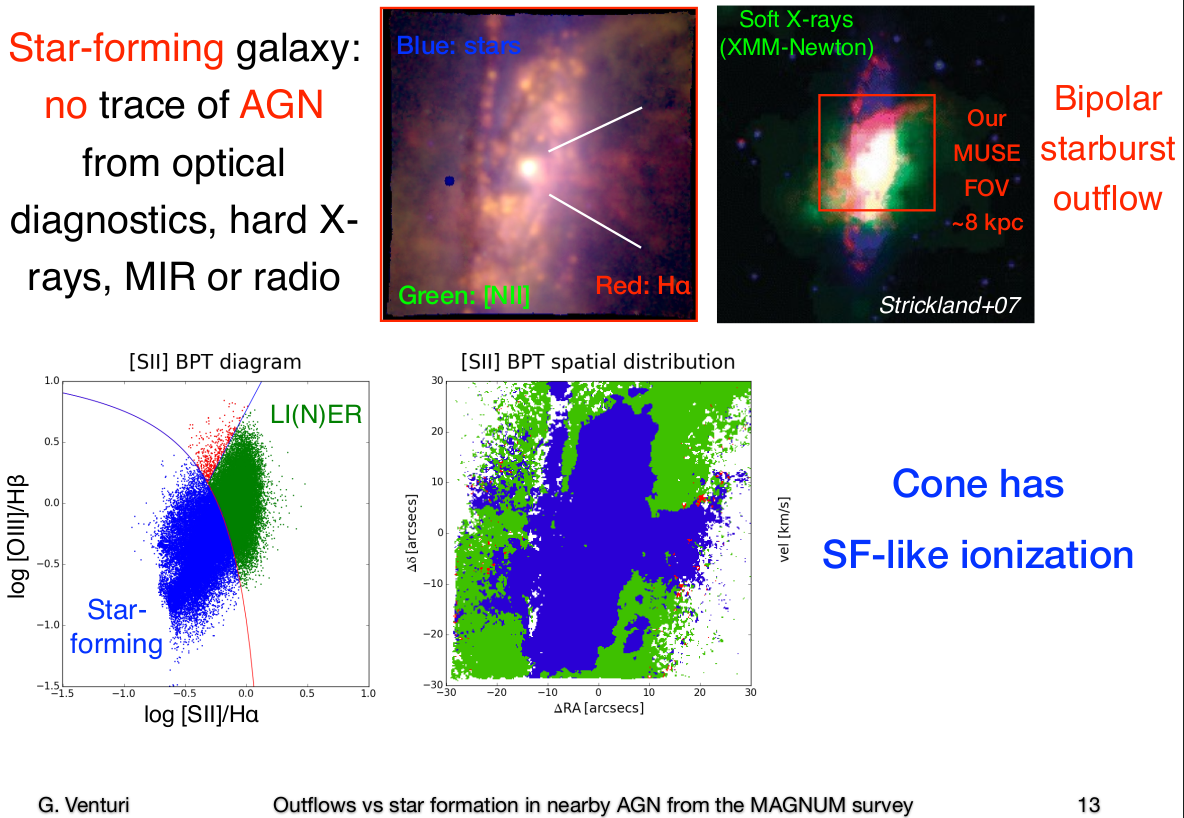 Star-forming galaxy:
no trace of AGN
from optical
diagnostics, hard X-
rays, MIR or radio
Blue: stars
Green: [NII]
Red: Hα
Soft X-rays
(XMM-Newton)
Our
MUSE
FOV
~8 kpc
Strickland+07
Bipolar
starburst
outflow
[SII] BPT diagram
1.0
0.5
0.0
−0.5
−1.0
−1.5
log [OIII]/Hβ
LI(N)ER
Star-
forming
−1.5 −1.0 −0.5 0.0 0.5 1.0
log [SII]/Hα
[SII] BPT spatial distribution
30
20
10
0
−10
−20
−30
Δδ [arcsecs]
−30 −20 −10 0 10 20 30
ΔRA [arcsecs]
vel [km/s]
Cone has
SF-like ionization
G. Venturi
Outflows vs star formation in nearby AGN from the MAGNUM survey
13